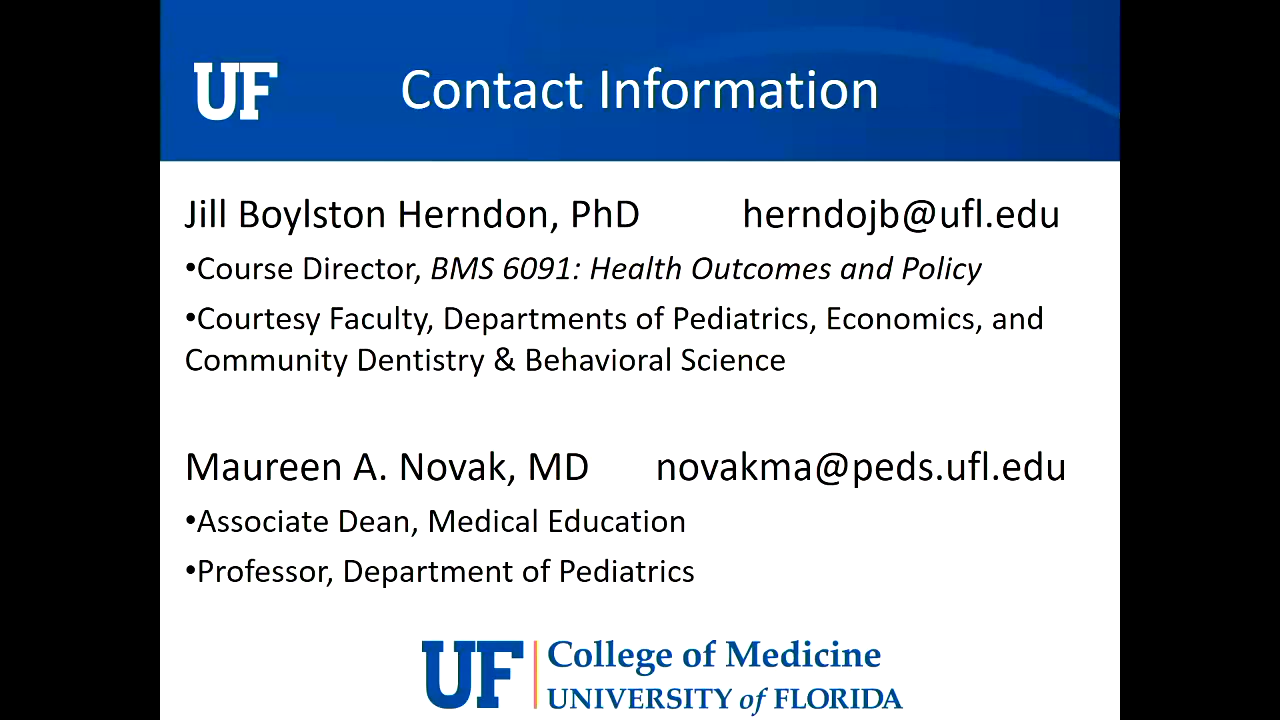 UF Contact Information
Jill Boylston Herndon, PhD herndojb@ufl.edu
•Course Director, BMS 6091: Health Outcomes and Policy
•Courtesy Faculty, Departments of Pediatrics, Economics, and
Community Dentistry & Behavioral Science
Maureen A. Novak, MD novakma@peds.ufl.edu
•Associate Dean, Medical Education
•Professor, Department of Pediatrics
UF College of Medicine
UNIVERSITY of FLORIDA